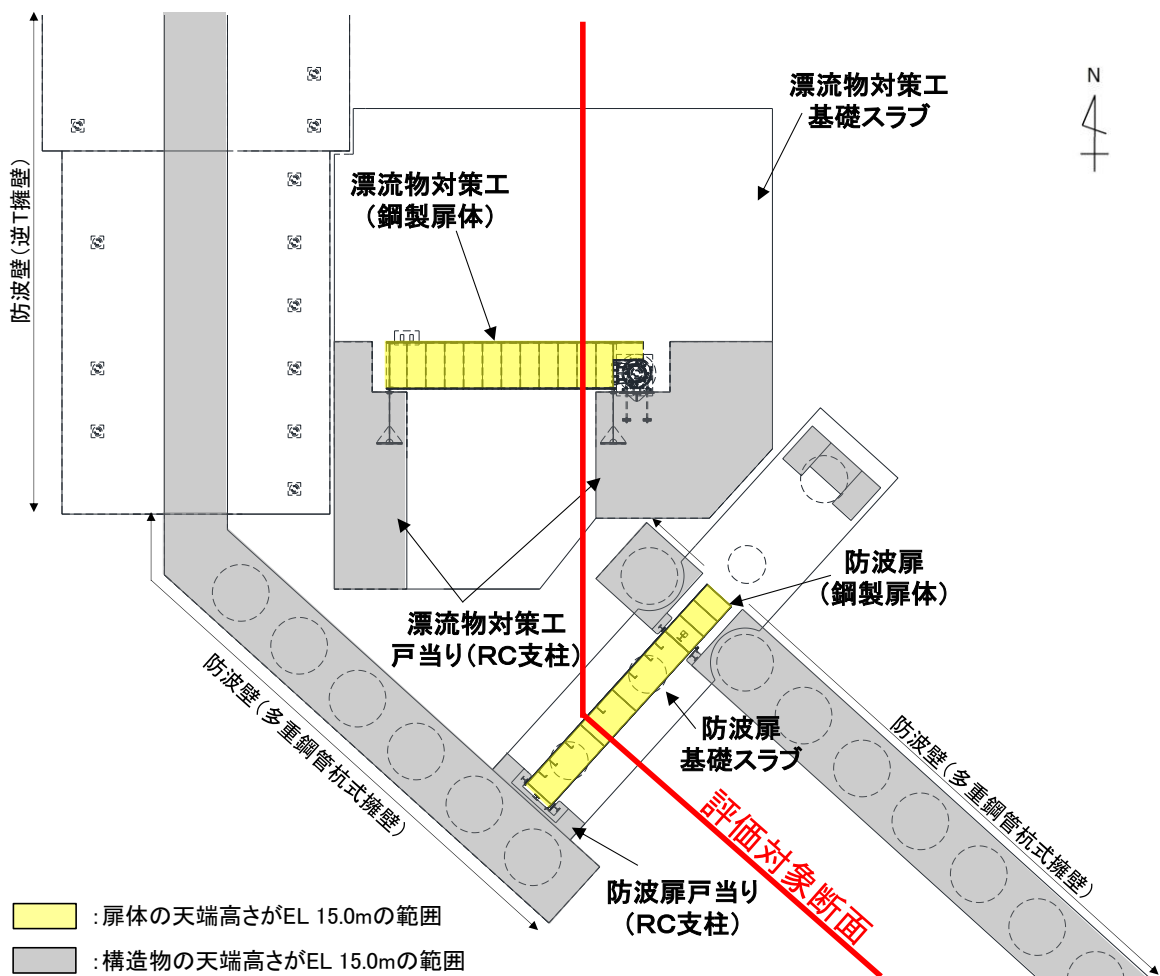 漂流物対策工
基礎スラブ
N
漂流物対策工
（鋼製扉体）
防波壁（逆T擁壁）
防波扉
（鋼製扉体）
漂流物対策工
戸当り（RC支柱）
防波壁（多重鋼管杭式擁壁）
防波扉
基礎スラブ
防波壁（多重鋼管杭式擁壁）
評価対象断面
防波扉戸当り
（RC支柱）
：扉体の天端高さがEL 15.0mの範囲
：構造物の天端高さがEL 15.0mの範囲